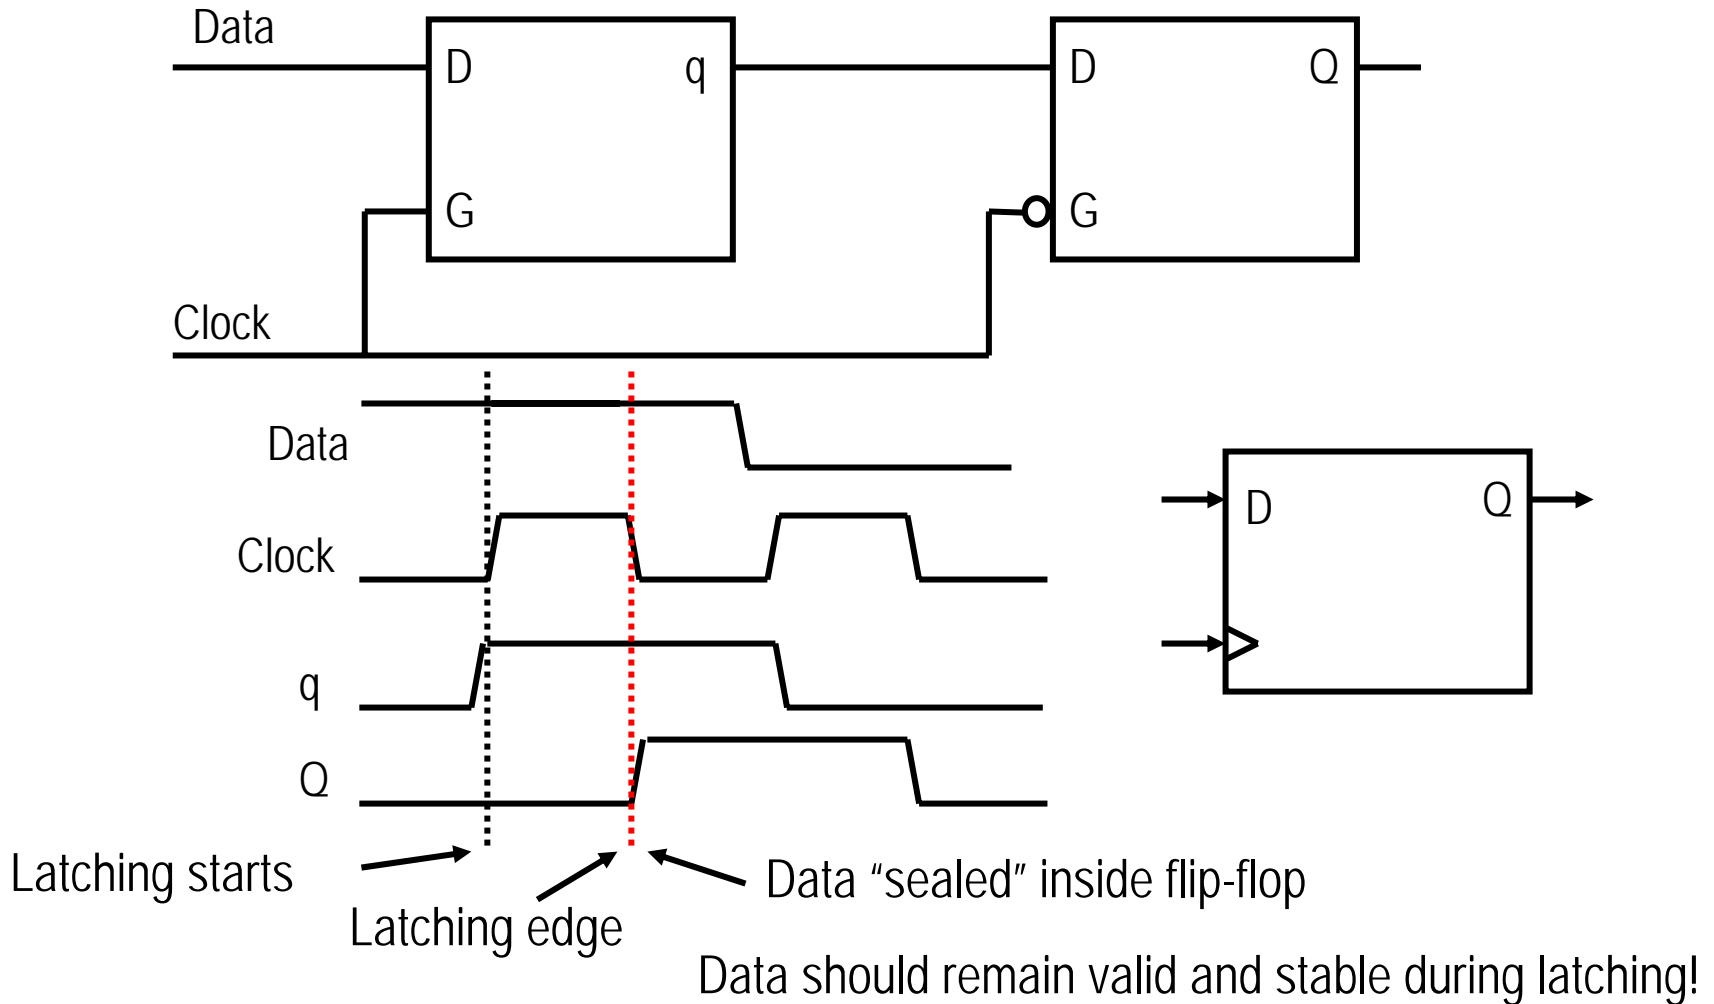 Data
D q D Q
G G
Clock
Data
D Q
Clock
q
Q
Latching starts
Data “sealed” inside flip-flop
Latching edge
Data should remain valid and stable during latching!